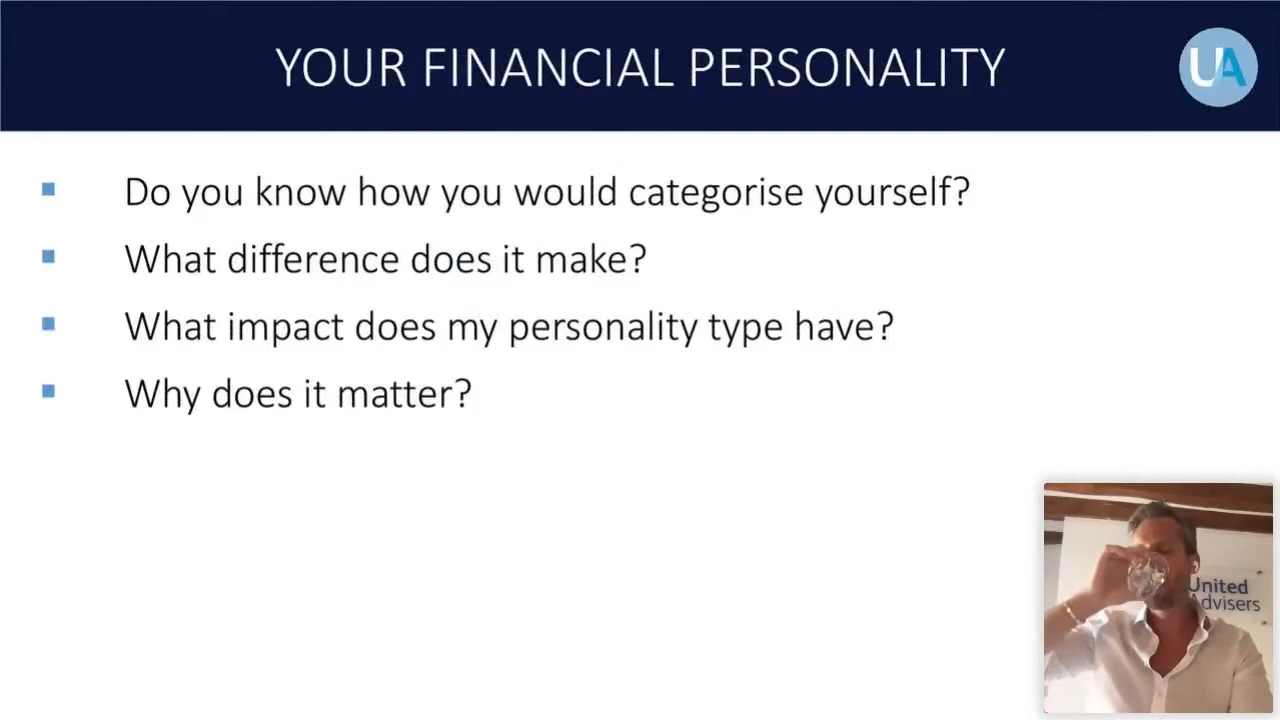 YOUR FINANCIAL PERSONALITY
UA
Do you know how you would categorise yourself?
What difference does it make?
What impact does my personality type have?
Why does it matter?
United
Advisers